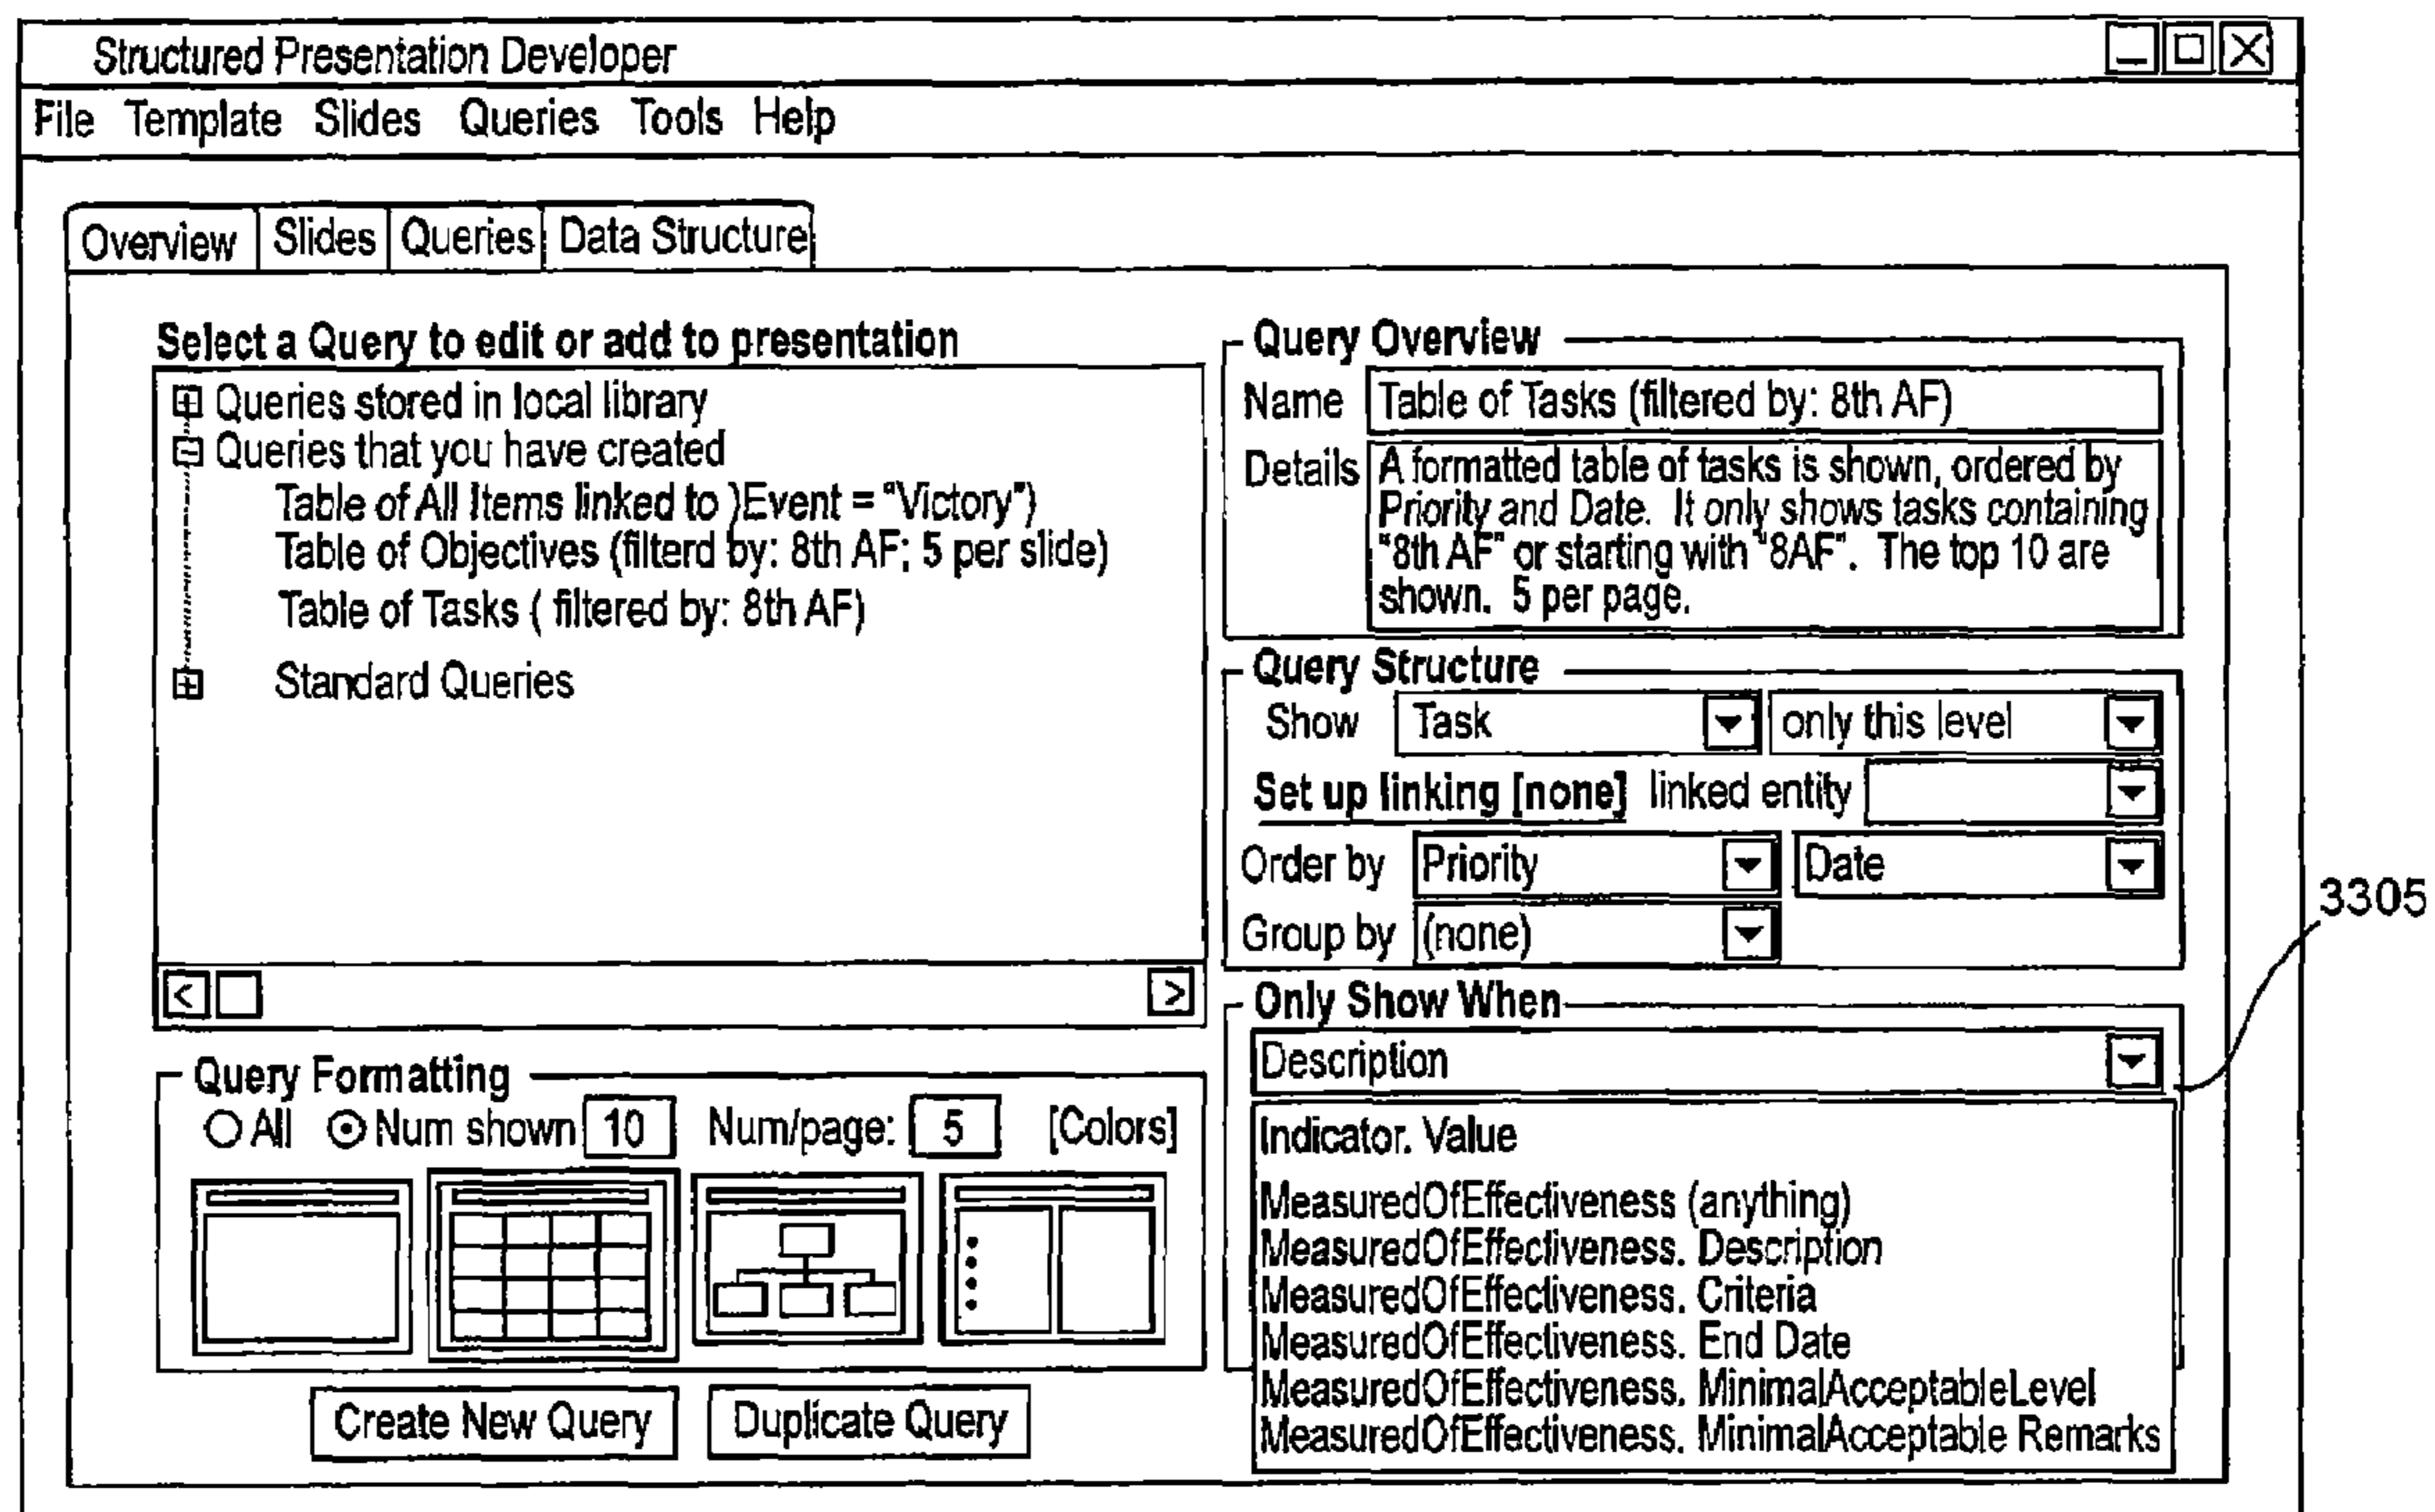 Structured Presentation Developer
File Template Slides Queries Tools Help
Overview Slides Queries Data Structure
Select a Query to edit or add to presentation
Queries stored in local library
Queries that you have created
Table of All Items linked to )Event = "Victory")
Table of Objectives (filterd by: 8th AF; 5 per slide)
Table of Tasks ( filtered by: 8th AF)
Standard Queries
< >
Query Formatting
All Num shown 10 Num/page: 5 [Colors]
Create New Query Duplicate Query
Query Overview
Name Table of Tasks (filtered by: 8th AF)
Details A formatted table of tasks is shown, ordered by
Priority and Date. It only shows tasks containing
"8th AF" or starting with "8AF". The top 10 are
shown. 5 per page.
Query Structure
Show Task only this level
Set up linking [none] linked entity
Order by Priority Date
Group by (none)
Only Show When
Description
Indicator. Value
MeasuredOfEffectiveness (anything)
MeasuredOfEffectiveness. Description
MeasuredOfEffectiveness. Criteria
MeasuredOfEffectiveness. End Date
MeasuredOfEffectiveness. MinimalAcceptableLevel
MeasuredOfEffectiveness. MinimalAcceptable Remarks
3305